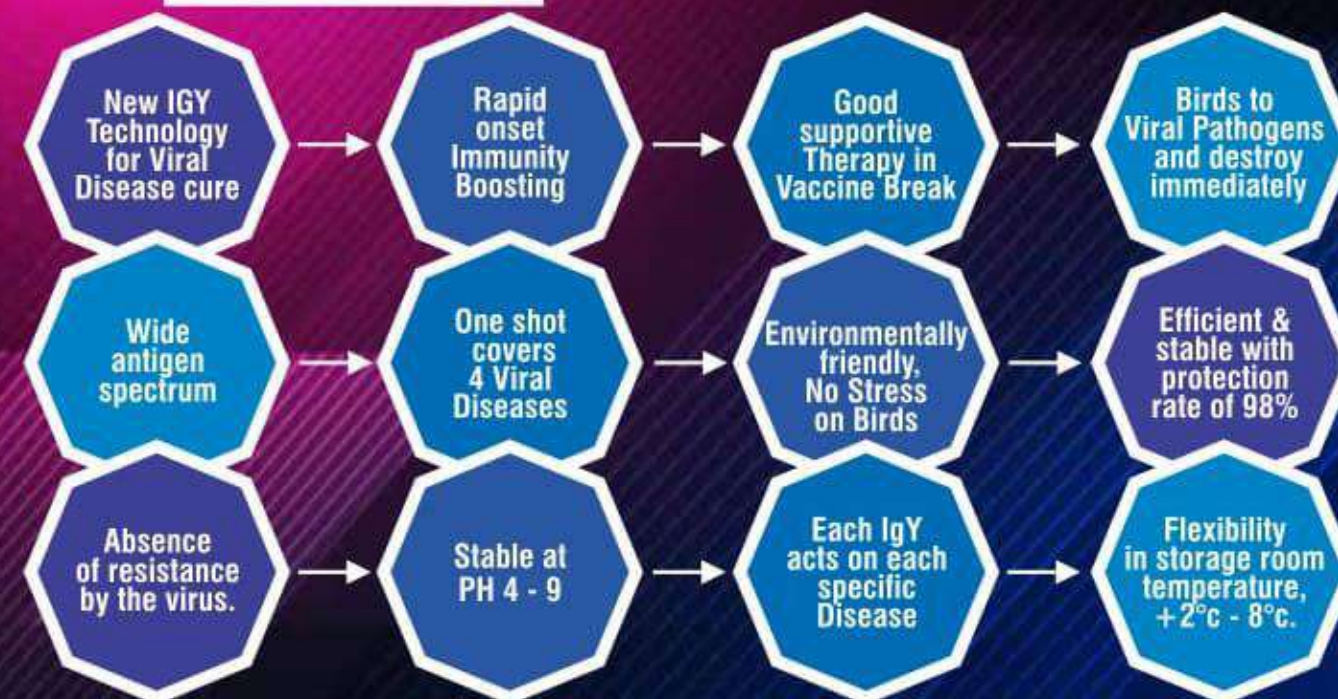 New IGY
Technology
for Viral
Disease cure
Rapid
onset
Immunity
Boosting
Good
supportive
Therapy in
Vaccine Break
Birds to
Viral Pathogens
and destroy
immediately
Wide
antigen
spectrum
One shot
covers
4 Viral
Diseases
Environmentally
friendly,
No Stress
on Birds
Efficient &
stable with
protection
rate of 98%
Absence
of resistance
by the virus.
Stable at
PH 4 - 9
Each IgY
acts on each
specific
Disease
Flexibility
in storage room
temperature,
+2°c - 8°c.